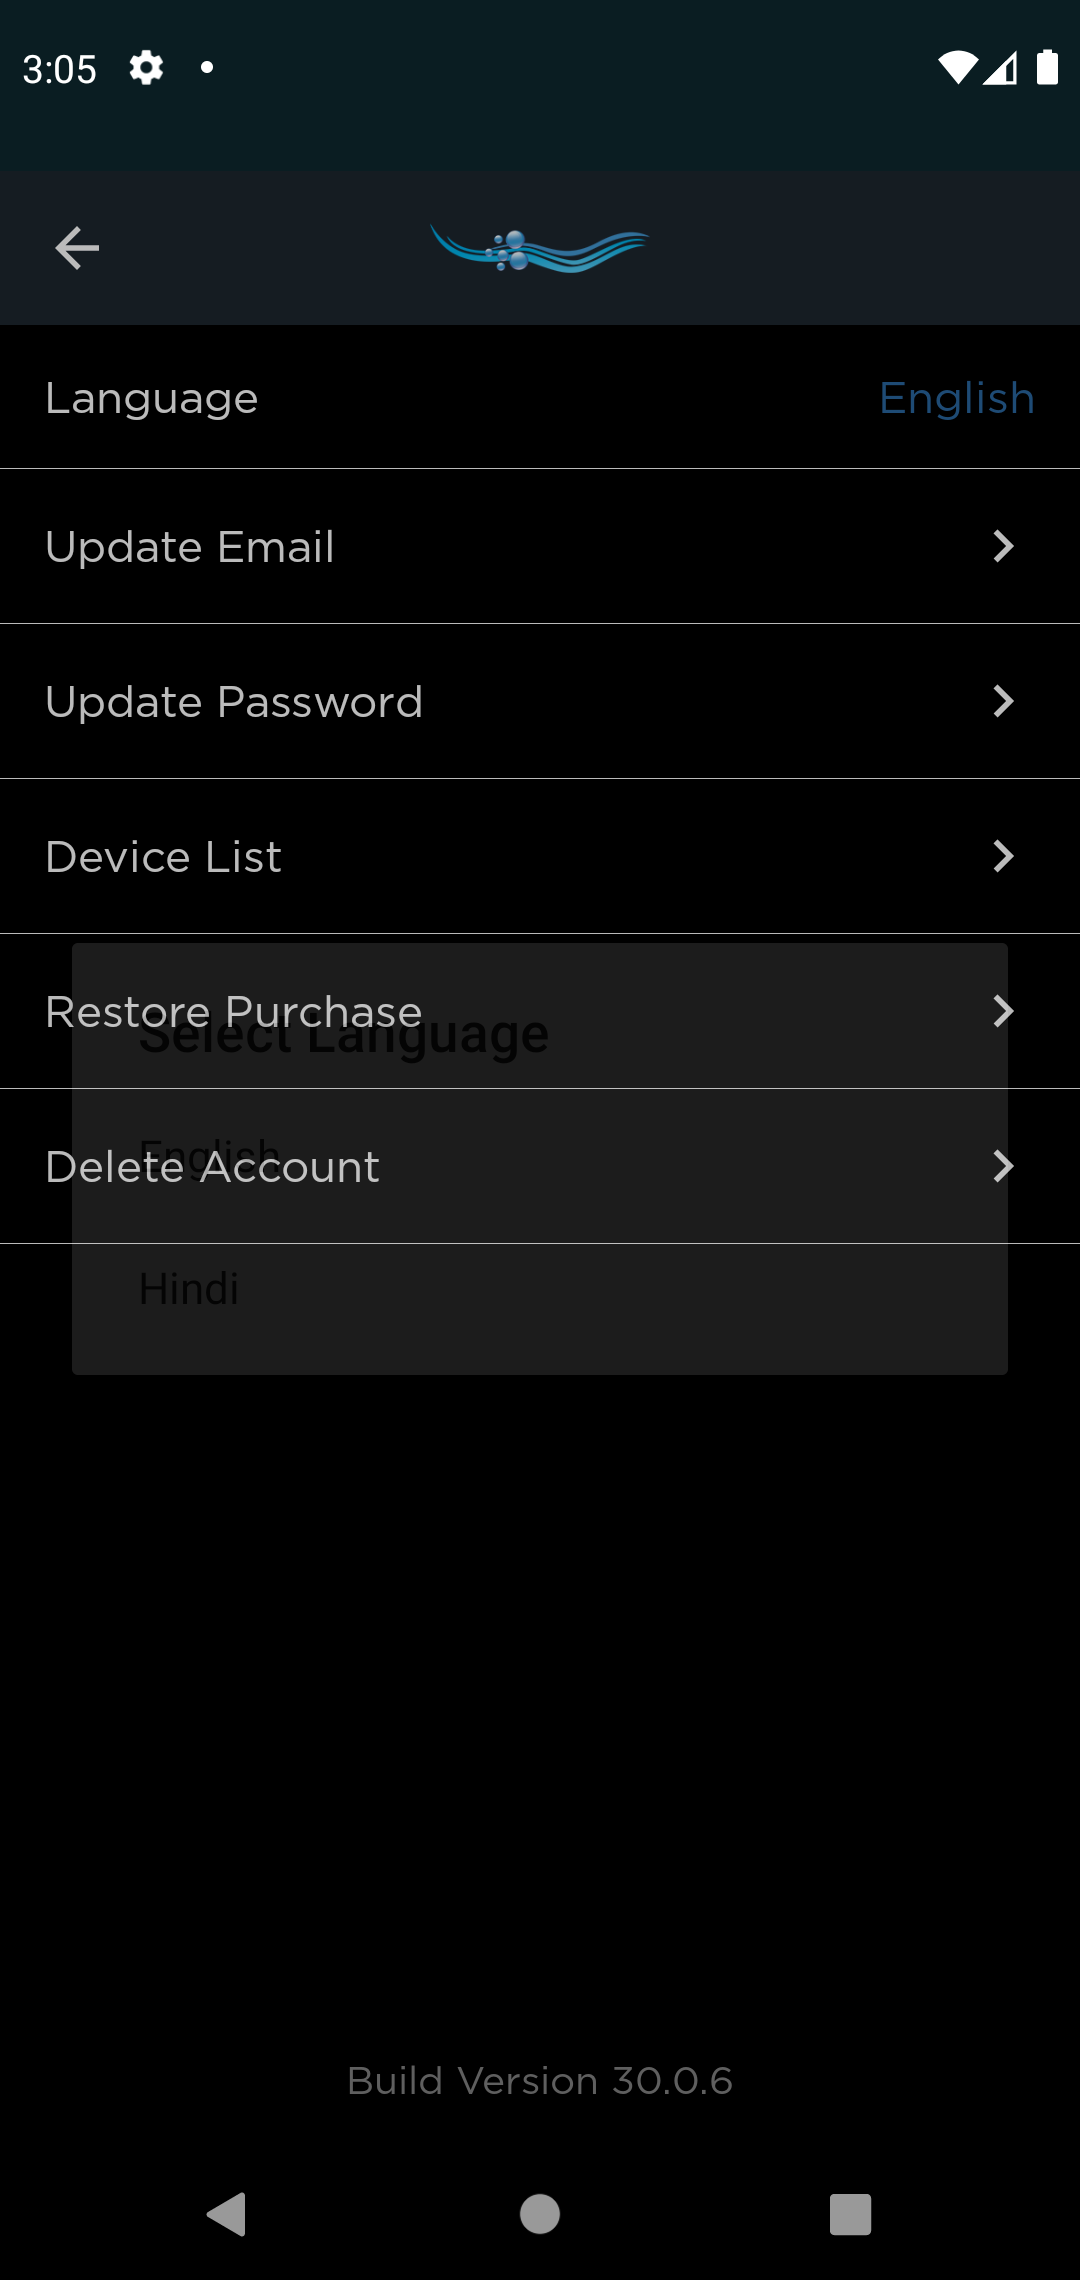 3:05
Language English
Update Email
Update Password
Device List
Restore Purchase
Select Language
English
Delete Account
Hindi
Build Version 30.0.6